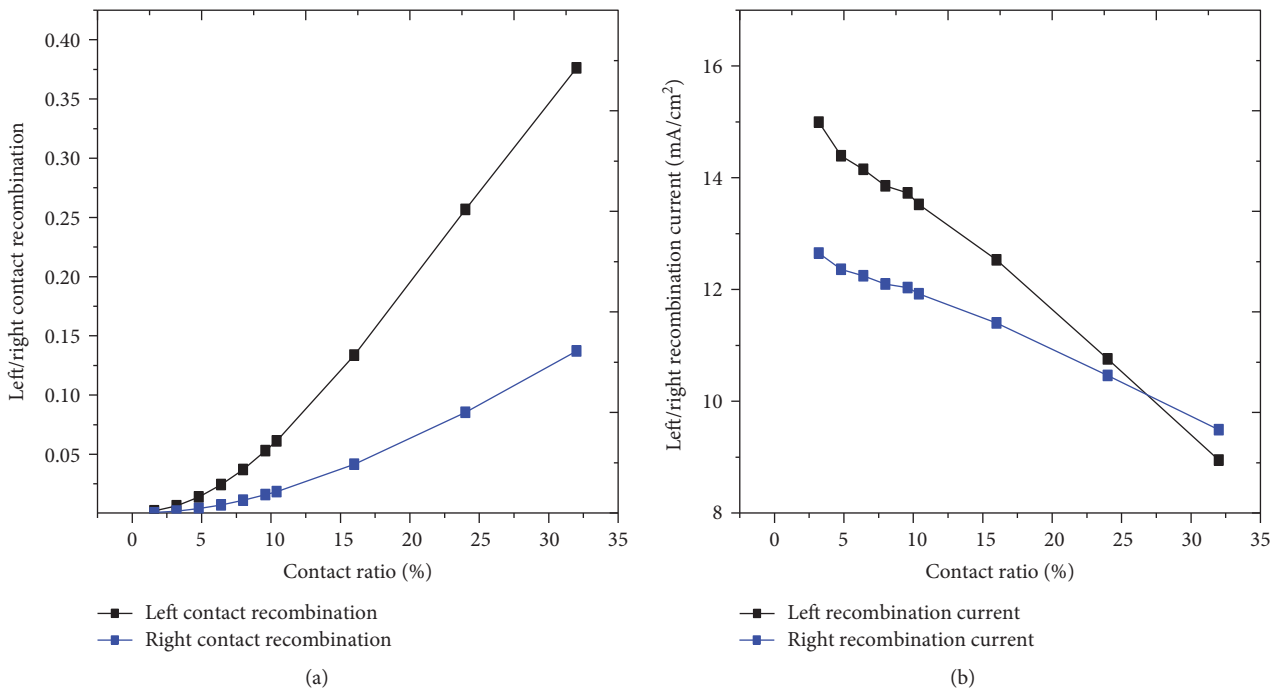 Left/right contact recombination
0.40
0.35
0.30
0.25
0.20
0.15
0.10
0.05
0 5 10 15 20 25 30 35
Contact ratio (%)
Left contact recombination
Right contact recombination
(a)
Left/right recombination current (mA/cm²)
16
14
12
10
8
0 5 10 15 20 25 30 35
Contact ratio (%)
Left recombination current
Right recombination current
(b)